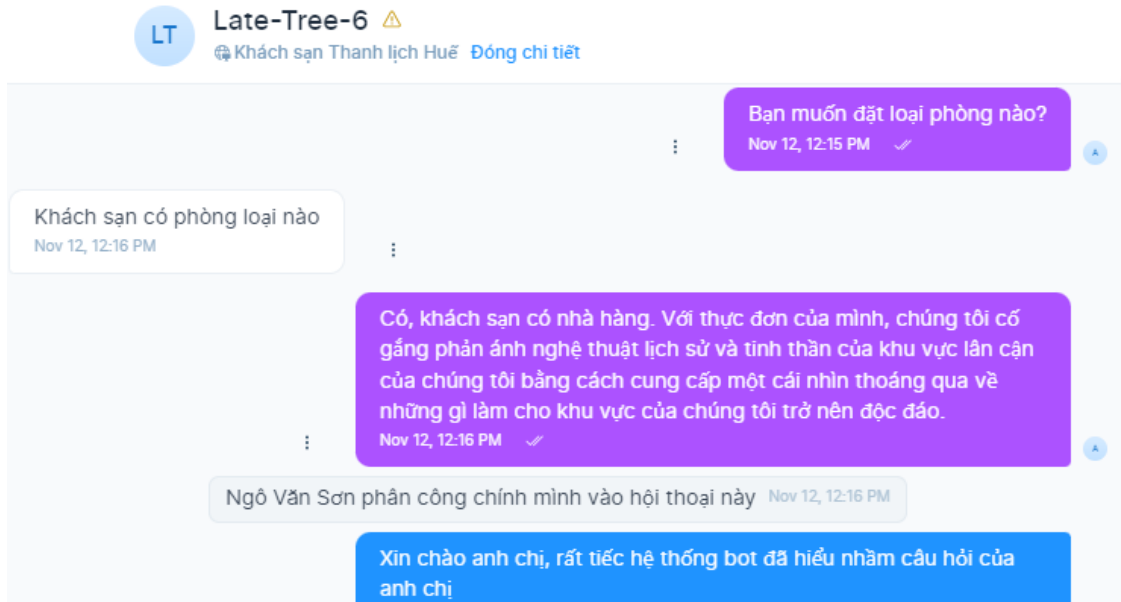 LT
Late-Tree-6
Khách sạn Thanh lịch Huế Đóng chi tiết
Bạn muốn đặt loại phòng nào?
Nov 12, 12:15 PM
A
Khách sạn có phòng loại nào
Nov 12, 12:16 PM
Có, khách sạn có nhà hàng. Với thực đơn của mình, chúng tôi cố
gắng phản ánh nghệ thuật lịch sử và tinh thần của khu vực lân cận
của chúng tôi bằng cách cung cấp một cái nhìn thoáng qua về
những gì làm cho khu vực của chúng tôi trở nên độc đáo.
Nov 12, 12:16 PM
A
Ngô Văn Sơn phân công chính mình vào hội thoại này Nov 12, 12:16 PM
Xin chào anh chị, rất tiếc hệ thống bot đã hiểu nhầm câu hỏi của
anh chị